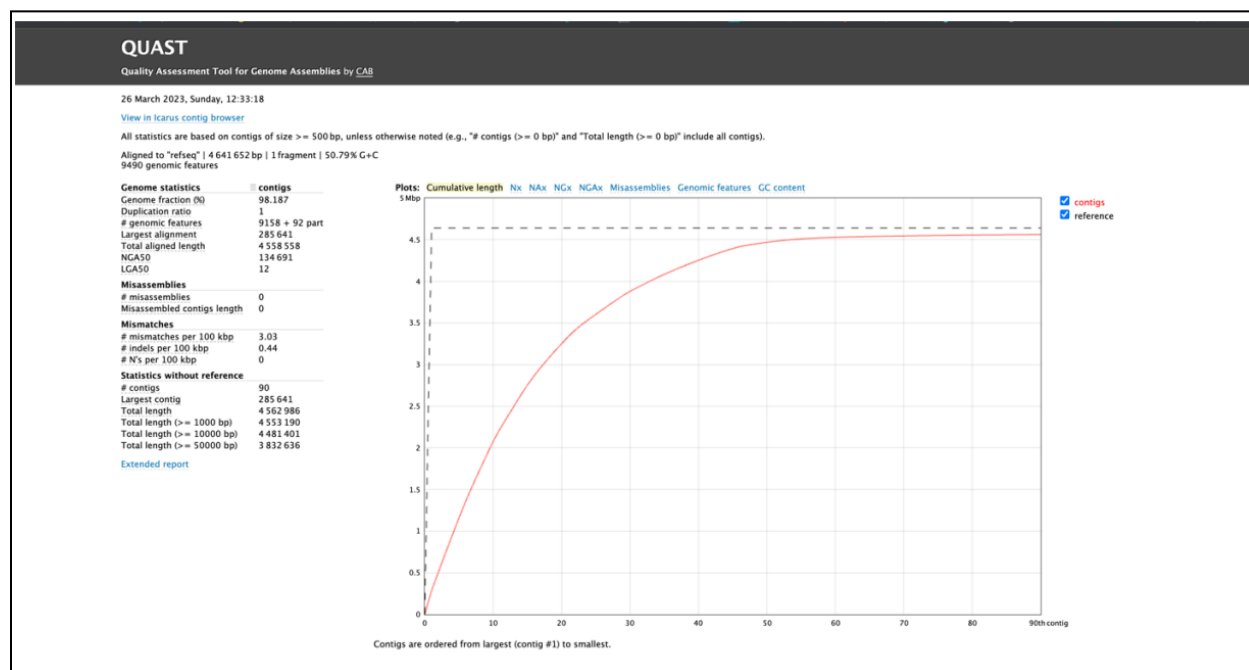 QUAST
Quality Assessment Tool for Genome Assemblies by CAB
26 March 2023, Sunday, 12:33:18
View in Icarus contig browser
All statistics are based on contigs of size >= 500 bp, unless otherwise noted (e.g., "# contigs (>= 0 bp)" and "Total length (>= 0 bp)" include all contigs).
Aligned to "refseq" | 4 641 652 bp | 1 fragment | 50.79% G+C
9490 genomic features
Genome statistics contigs
Genome fraction (%) 98.187
Duplication ratio 1
# genomic features 9158 + 92 part
Largest alignment 285 641
Total aligned length 4 558 558
NGA50 134 691
LGA50 12
Misassemblies
# misassemblies 0
Misassembled contigs length 0
Mismatches
# mismatches per 100 kbp 3.03
# indels per 100 kbp 0.44
# N's per 100 kbp 0
Statistics without reference
# contigs 90
Largest contig 285 641
Total length 4 562 986
Total length (>= 1000 bp) 4 553 190
Total length (>= 10000 bp) 4 481 401
Total length (>= 50000 bp) 3 832 636
Extended report
Plots: Cumulative length Nx NAx NGx NGAx Misassemblies Genomic features GC content
5 Mbp
4.5
4
3.5
3
2.5
2
1.5
1
0.5
0
0 10 20 30 40 50 60 70 80 90th contig
contigs
reference
Contigs are ordered from largest (contig #1) to smallest.